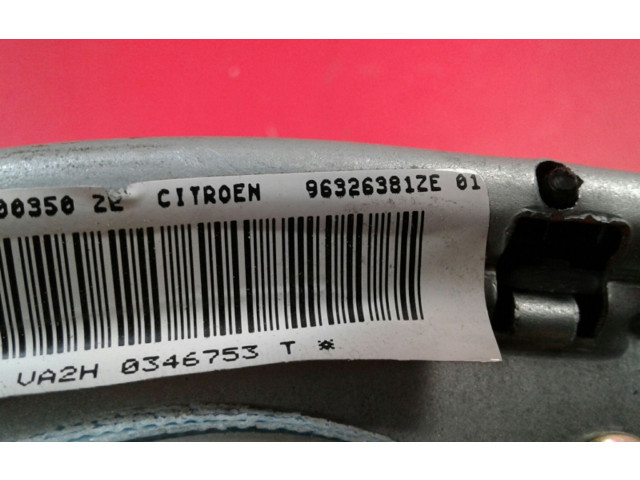 00350 ZE CITROEN 96326381ZE 01
VA2H 0346753 T *